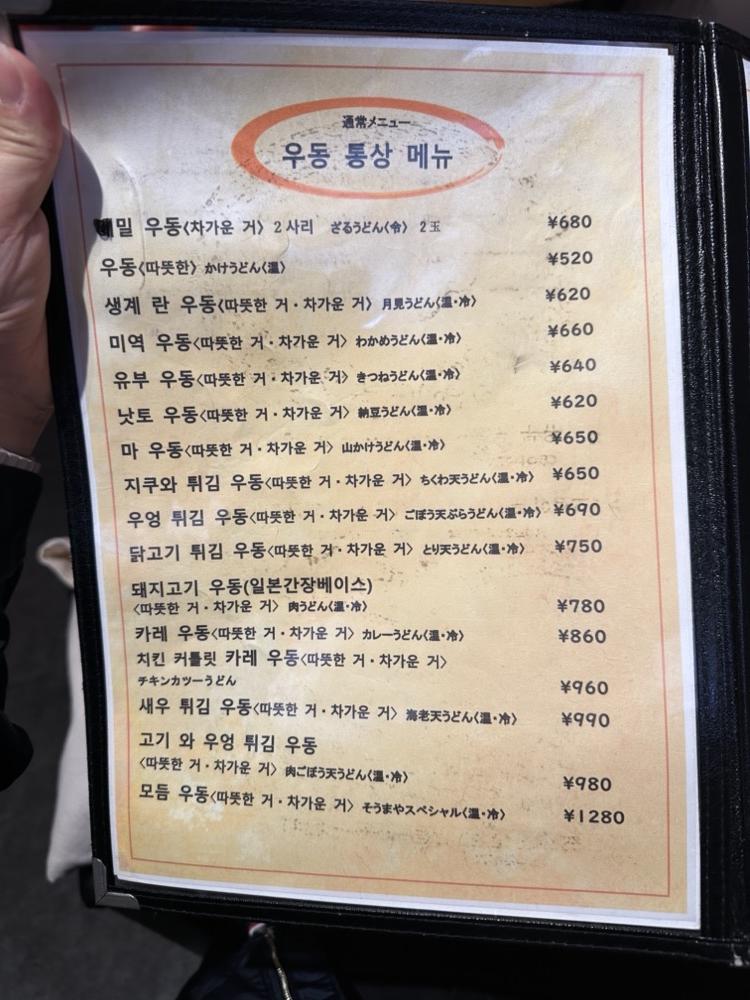 通常メニュー
우동 통상 메뉴
밀 우동〈차가운 거〉 2사리 ざるうどん〈令〉 2玉 ¥680
우동〈따뜻한〉 かけうどん〈温〉 ¥520
생계 란 우동〈따뜻한 거・차가운 거〉 月見うどん〈温・冷〉 ¥620
미역 우동〈따뜻한 거・차가운 거〉 わかめうどん〈温・冷〉 ¥660
유부 우동〈따뜻한 거・차가운 거〉 きつねうどん〈温・冷〉 ¥640
낫토 우동〈따뜻한 거・차가운 거〉 納豆うどん〈温・冷〉 ¥620
마 우동〈따뜻한 거・차가운 거〉 山かけうどん〈温・冷〉 ¥650
지쿠와 튀김 우동〈따뜻한 거・차가운 거〉 ちくわ天うどん〈温・冷〉 ¥650
우엉 튀김 우동〈따뜻한 거・차가운 거〉 ごぼう天ぷらうどん〈温・冷〉 ¥690
닭고기 튀김 우동〈따뜻한 거・차가운 거〉 とり天うどん〈温・冷〉 ¥750
돼지고기 우동(일본간장베이스)
〈따뜻한 거・차가운 거〉 肉うどん〈温・冷〉 ¥780
카레 우동〈따뜻한 거・차가운 거〉 カレーうどん〈温・冷〉 ¥860
치킨 커틀릿 카레 우동〈따뜻한 거・차가운 거〉
チキンカツーうどん ¥960
새우 튀김 우동〈따뜻한 거・차가운 거〉 海老天うどん〈温・冷〉 ¥990
고기 와 우엉 튀김 우동
〈따뜻한 거・차가운 거〉 肉ごぼう天うどん〈温・冷〉 ¥980
모듬 우동〈따뜻한 거・차가운 거〉 そうまやスペシャル〈温・冷〉 ¥1280